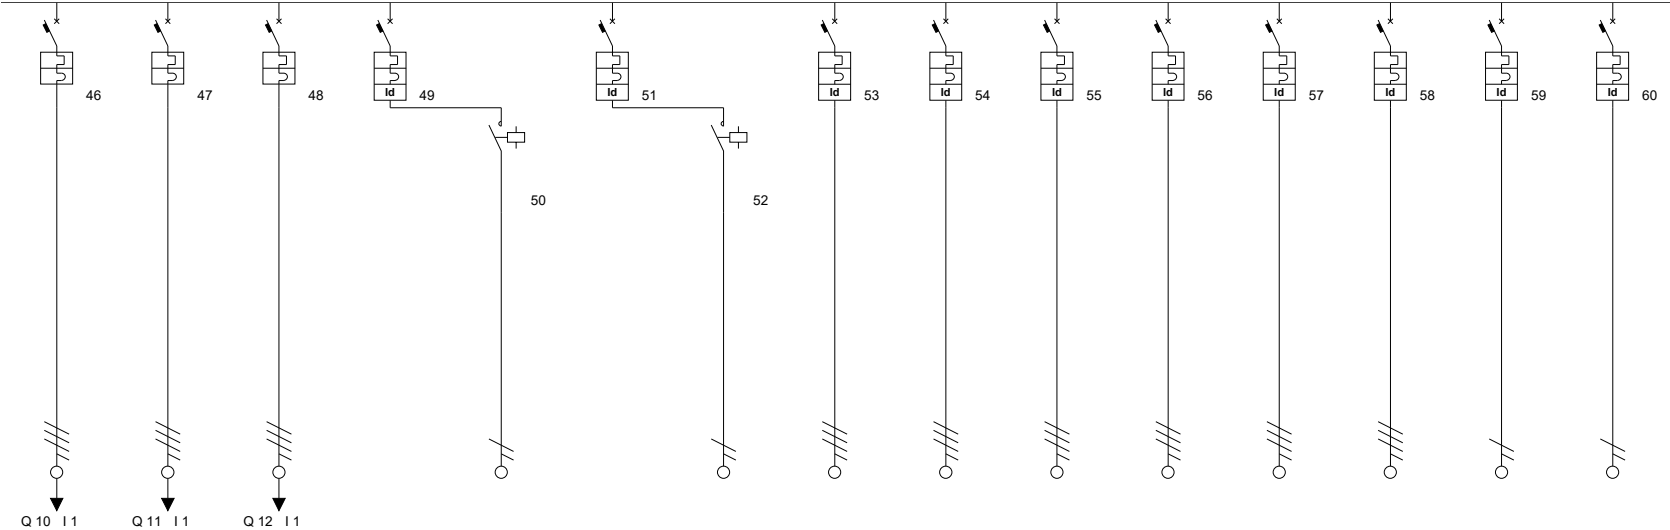 46
47
48
Id 49
Id 51
Id 53
Id 54
Id 55
Id 56
Id 57
Id 58
Id 59
Id 60
50
52
Q 10 I 1
Q 11 I 1
Q 12 I 1